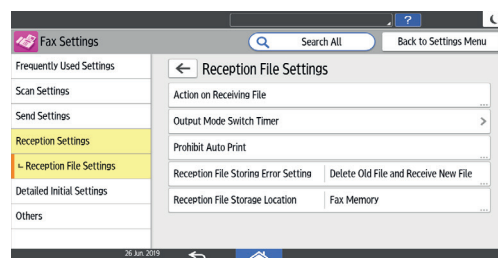 ?
Fax Settings
Search All
Back to Settings Menu
Frequently Used Settings
Scan Settings
Send Settings
Reception Settings
Reception File Settings
Detailed Initial Settings
Others
Reception File Settings
Action on Receiving File
Output Mode Switch Timer
Prohibit Auto Print
Reception File Storing Error Setting Delete Old File and Receive New File
Reception File Storage Location Fax Memory
26 Jun. 2019